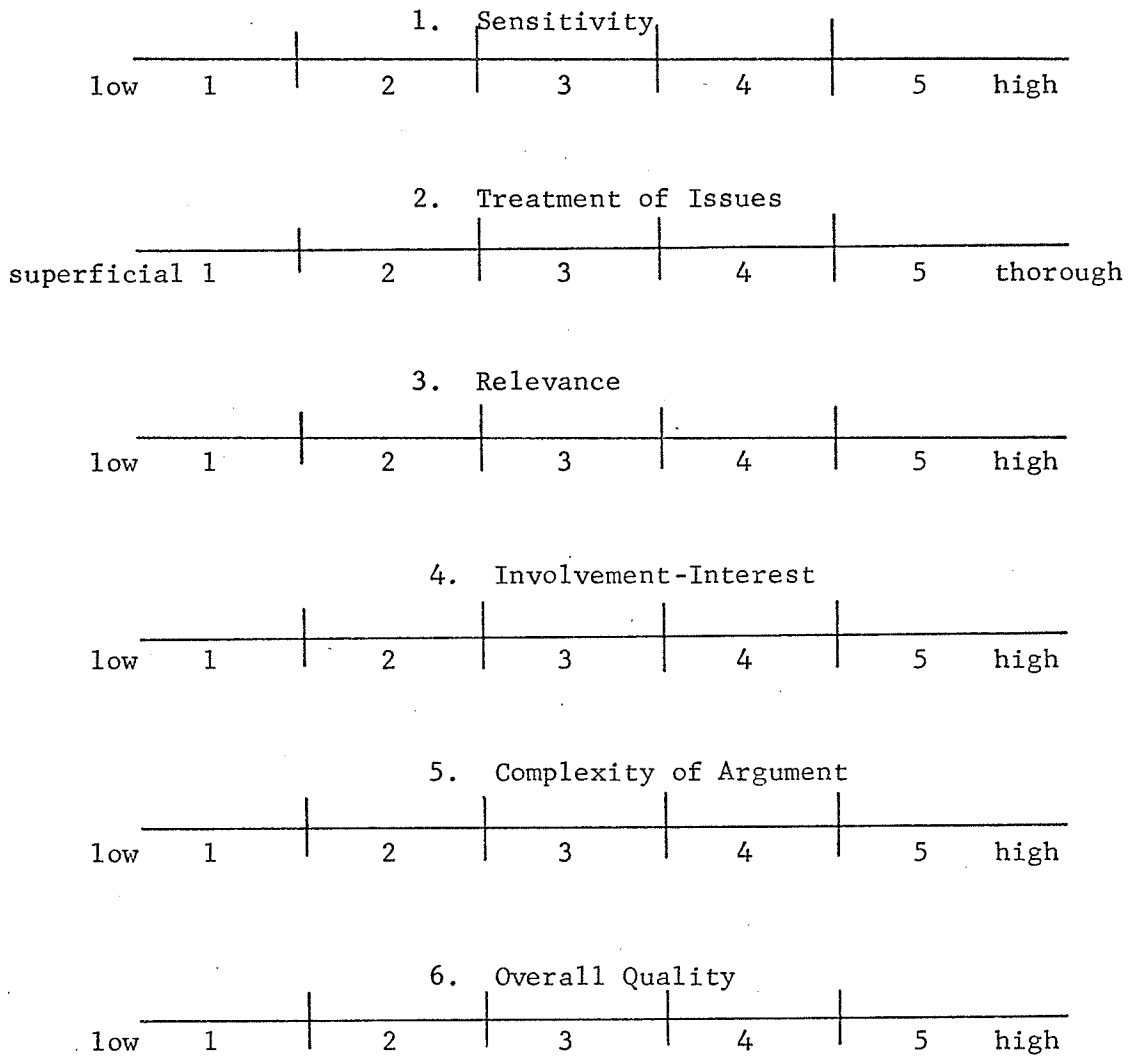 1. Sensitivity
low 1 2 3 4 5 high
2. Treatment of Issues
superficial 1 2 3 4 5 thorough
3. Relevance
low 1 2 3 4 5 high
4. Involvement-Interest
low 1 2 3 4 5 high
5. Complexity of Argument
low 1 2 3 4 5 high
6. Overall Quality
low 1 2 3 4 5 high